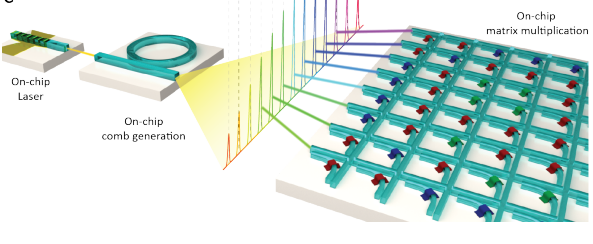 On-chip
matrix multiplication
On-chip
Laser
On-chip
comb generation